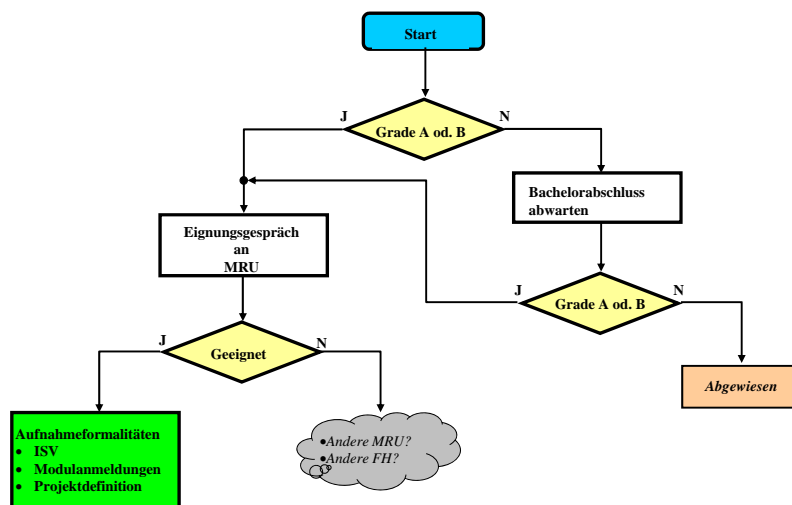 Start
J
N
Grade A od. B
Bachelorabschluss
abwarten
Eignungsgespräch
an
MRU
J
N
Grade A od. B
J
N
Geeignet
Abgewiesen
Aufnahmeformalitäten
• ISV
• Modulanmeldungen
• Projektdefinition
•Andere MRU?
•Andere FH?